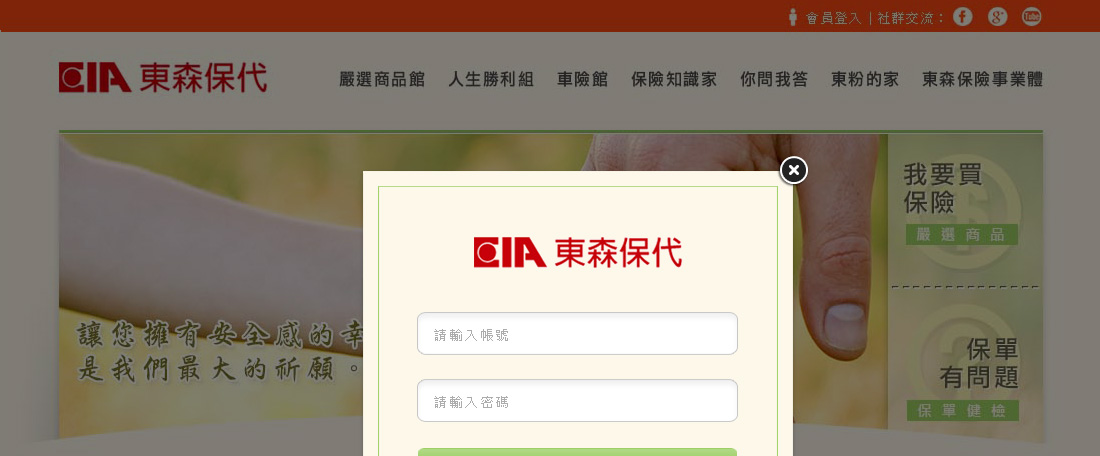 會員登入 | 社群交流：
CIA 東森保代
嚴選商品館 人生勝利組 車險館 保險知識家 你問我答 東粉的家 東森保險事業體
我要買
保險
嚴選商品
CIA 東森保代
請輸入帳號
讓您擁有安全感的幸
是我們最大的祈願。
保單
有問題
請輸入密碼
保單健檢